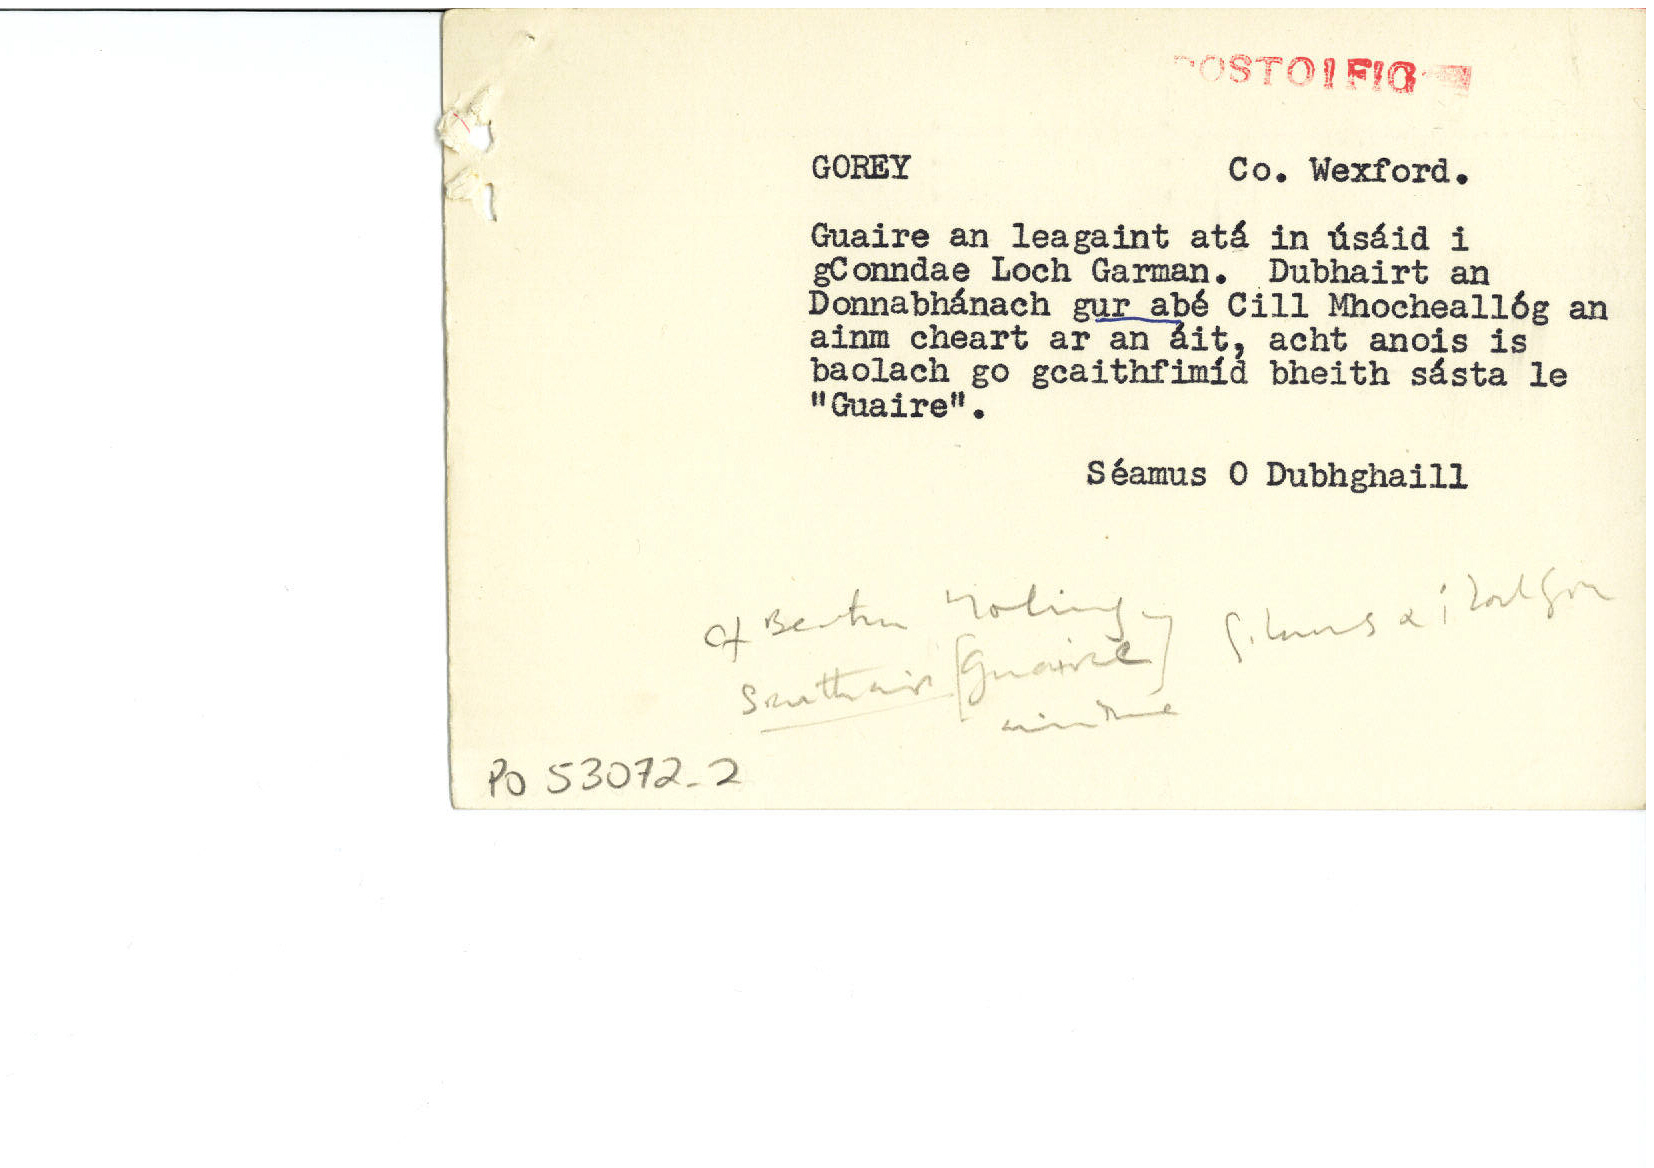 POSTOIFIG
GOREY Co. Wexford.
Guaire an leagaint atá in úsáid i
gConndae Loch Garman. Dubhairt an
Donnabhánach gur abé Cill Mhocheallóg an
ainm cheart ar an áit, acht anois is
baolach go gcaithfimíd bheith sásta le
"Guaire".
Séamus O Dubhghaill
cf Moling
[Guaire]
PO 53072-2